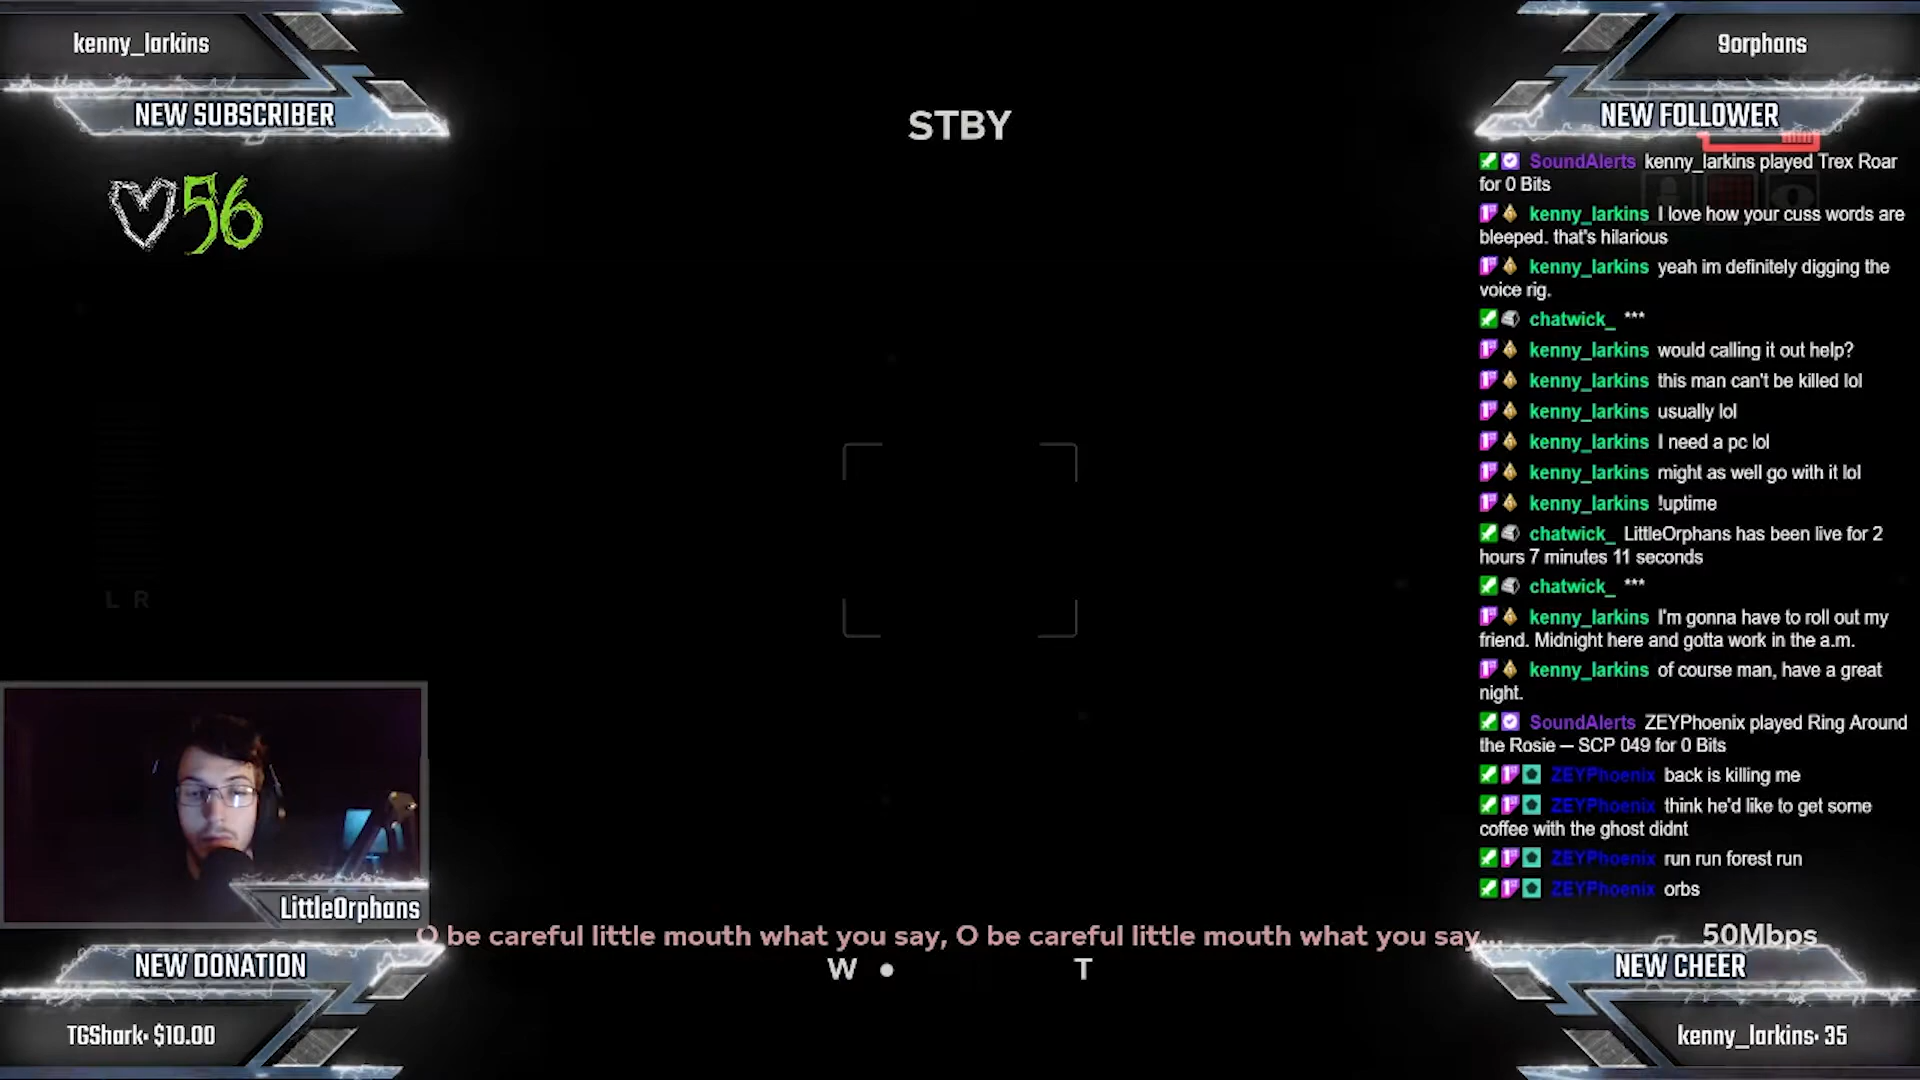 kenny_larkins
NEW SUBSCRIBER
56
STBY
9orphans
NEW FOLLOWER
SoundAlerts kenny_larkins played Trex Roar
for 0 Bits
kenny_larkins I love how your cuss words are
bleeped. that's hilarious
kenny_larkins yeah im definitely digging the
voice rig.
chatwick_ ***
kenny_larkins would calling it out help?
kenny_larkins this man can't be killed lol
kenny_larkins usually lol
kenny_larkins I need a pc lol
kenny_larkins might as well go with it lol
kenny_larkins !uptime
chatwick_ LittleOrphans has been live for 2
hours 7 minutes 11 seconds
chatwick_ ***
kenny_larkins I'm gonna have to roll out my
friend. Midnight here and gotta work in the a.m.
kenny_larkins of course man, have a great
night.
SoundAlerts ZEYPhoenix played Ring Around
the Rosie – SCP 049 for 0 Bits
ZEYPhoenix back is killing me
ZEYPhoenix think he'd like to get some
coffee with the ghost didnt
ZEYPhoenix run run forest run
ZEYPhoenix orbs
L R
LittleOrphans
O be careful little mouth what you say, O be careful little mouth what you say...
W T
50Mbps
NEW DONATION
TGShark· $10.00
NEW CHEER
kenny_larkins· 35